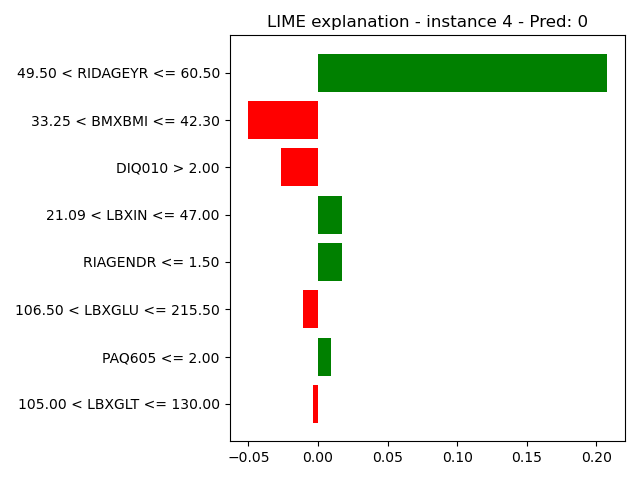 LIME explanation - instance 4 - Pred: 0
49.50 < RIDAGEYR <= 60.50
33.25 < BMXBMI <= 42.30
DIQ010 > 2.00
21.09 < LBXIN <= 47.00
RIAGENDR <= 1.50
106.50 < LBXGLU <= 215.50
PAQ605 <= 2.00
105.00 < LBXGLT <= 130.00
−0.05 0.00 0.05 0.10 0.15 0.20